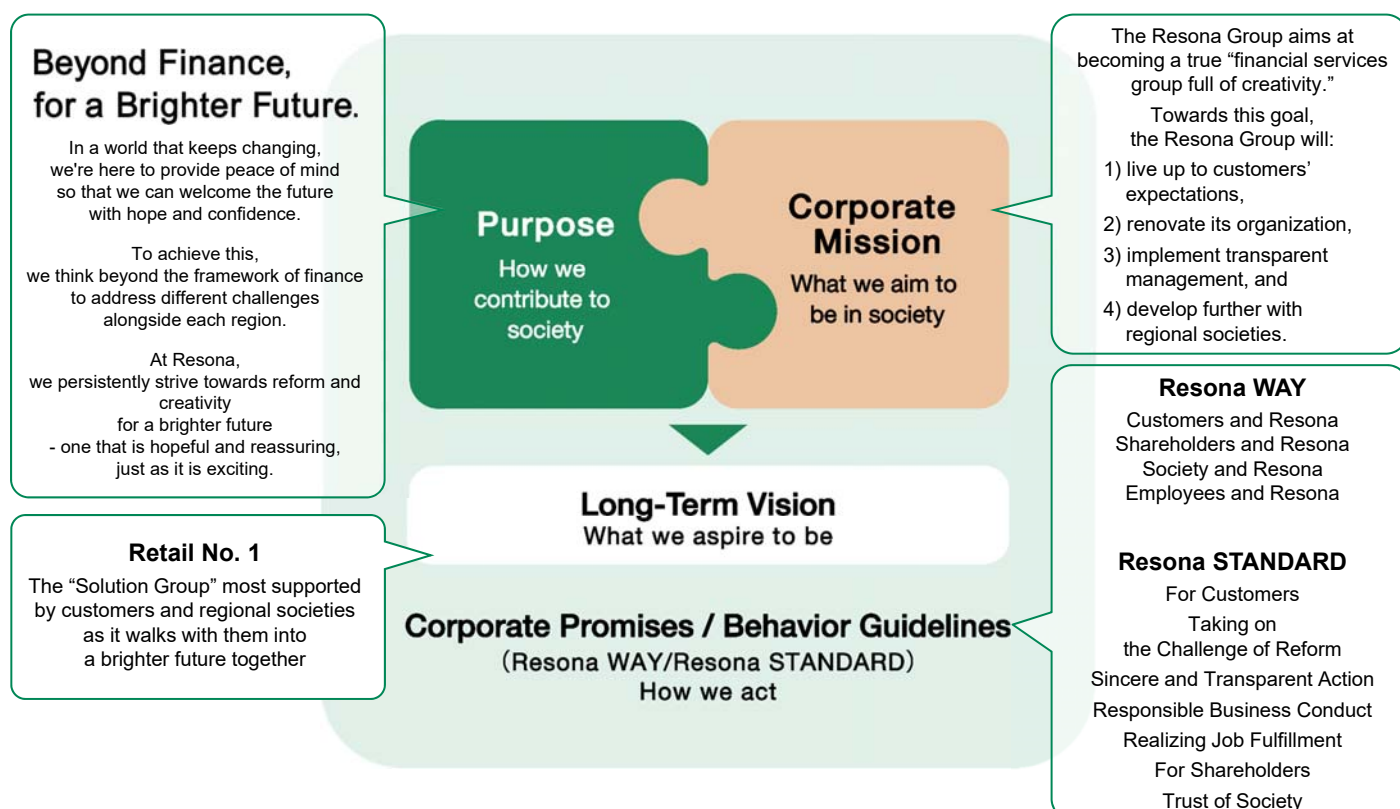 Beyond Finance,
for a Brighter Future.
In a world that keeps changing,
we're here to provide peace of mind
so that we can welcome the future
with hope and confidence.
To achieve this,
we think beyond the framework of finance
to address different challenges
alongside each region.
At Resona,
we persistently strive towards reform and
creativity
for a brighter future
- one that is hopeful and reassuring,
just as it is exciting.
Retail No. 1
The “Solution Group” most supported
by customers and regional societies
as it walks with them into
a brighter future together
Purpose
How we
contribute to
society
Corporate
Mission
What we aim to
be in society
Long-Term Vision
What we aspire to be
Corporate Promises / Behavior Guidelines
(Resona WAY/Resona STANDARD)
How we act
The Resona Group aims at
becoming a true “financial services
group full of creativity.”
Towards this goal,
the Resona Group will:
1) live up to customers’
expectations,
2) renovate its organization,
3) implement transparent
management, and
4) develop further with
regional societies.
Resona WAY
Customers and Resona
Shareholders and Resona
Society and Resona
Employees and Resona
Resona STANDARD
For Customers
Taking on
the Challenge of Reform
Sincere and Transparent Action
Responsible Business Conduct
Realizing Job Fulfillment
For Shareholders
Trust of Society